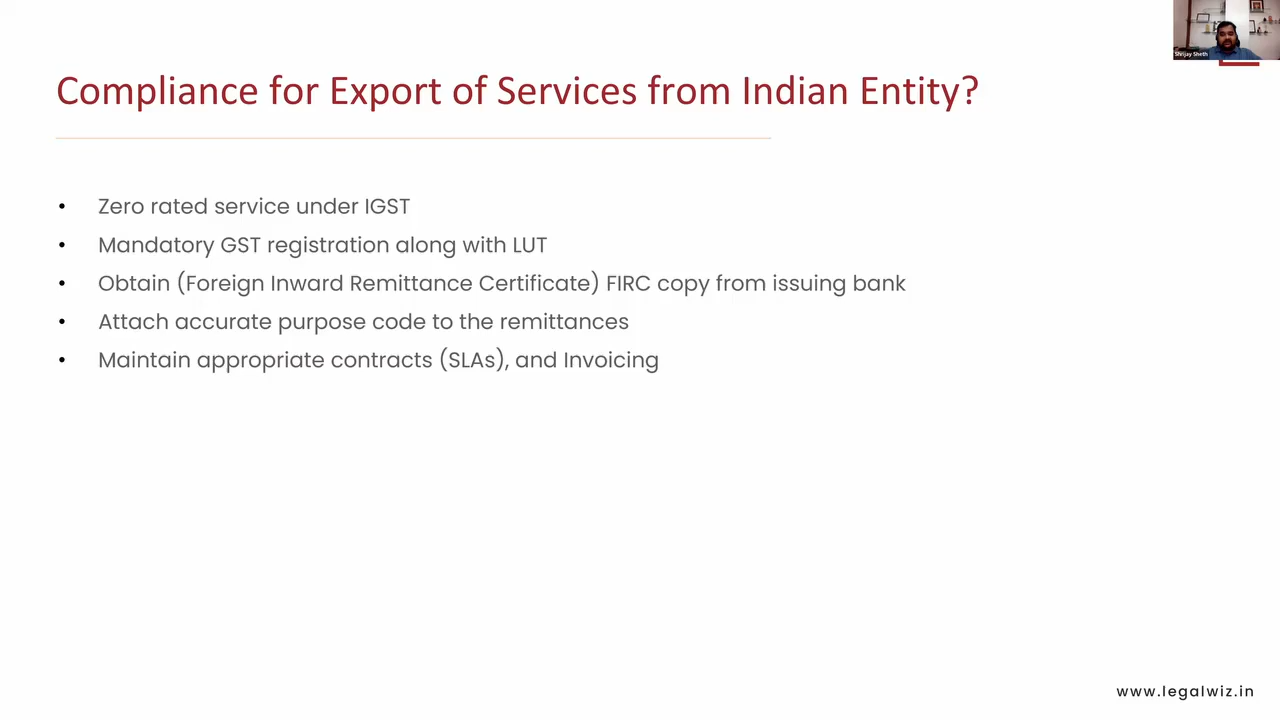 Shrijay Sheth
Compliance for Export of Services from Indian Entity?
• Zero rated service under IGST
• Mandatory GST registration along with LUT
• Obtain (Foreign Inward Remittance Certificate) FIRC copy from issuing bank
• Attach accurate purpose code to the remittances
• Maintain appropriate contracts (SLAs), and Invoicing
www.legalwiz.in